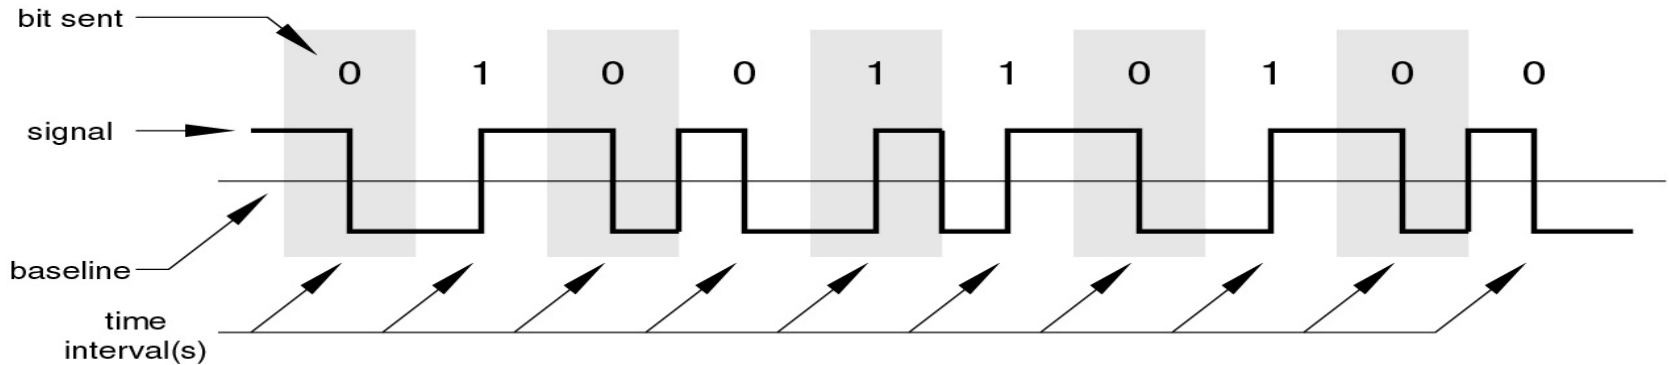 bit sent
0 1 0 0 1 1 0 1 0 0
signal
baseline
time
interval(s)